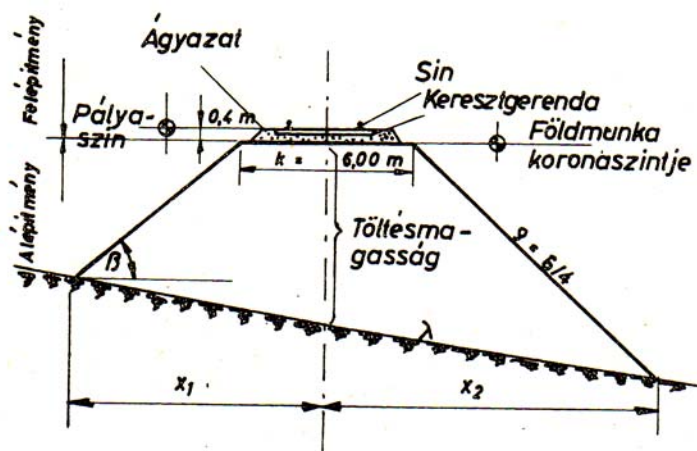 Felépítmény
Ágyazat
Sín
Keresztgerenda
Pálya-
szín
0,4 m
Földmunka
koronaszintje
k = 6,00 m
Alépítmény
Töltésma-
gasság
ρ = 6/4
β
λ
x₁
x₂